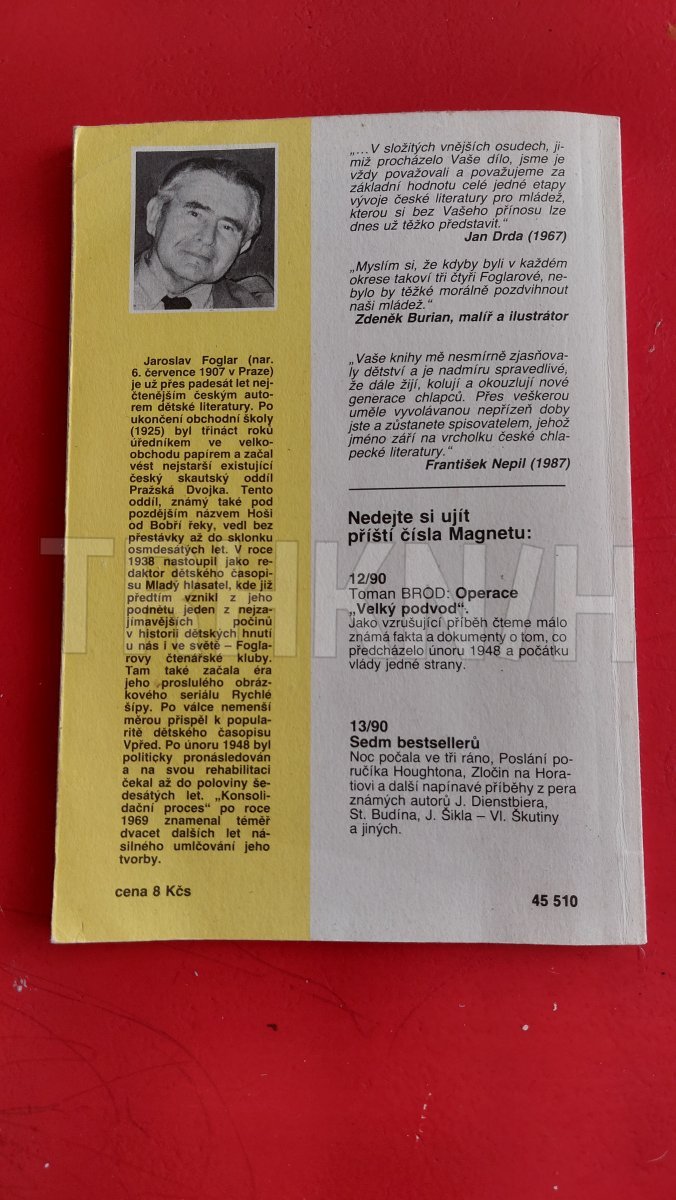 Jaroslav Foglar (nar.
6. července 1907 v Praze)
je už přes padesát let nej-
čtenějším českým auto-
rem dětské literatury. Po
ukončení obchodní školy
(1925) byl třináct roků
úředníkem ve velko-
obchodu papírem a začal
vést nejstarší existující
český skautský oddíl
Pražská Dvojka. Tento
oddíl, známý také pod
pozdějším názvem Hoši
od Bobří řeky, vedl bez
přestávky až do sklonku
osmdesátých let. V roce
1938 nastoupil jako re-
daktor dětského časopi-
su Mladý hlasatel, kde již
předtím vznikl z jeho
podnětu jeden z nejza-
jímavějších počinů
v historii dětských hnutí
u nás i ve světě – Fogla-
rovy čtenářské kluby.
Tam také začala éra
jeho proslulého obráz-
kového seriálu Rychlé
šípy. Po válce nemenší
měrou přispěl k popula-
ritě dětského časopisu
Vpřed. Po únoru 1948 byl
politicky pronásledován
a na svou rehabilitaci
čekal až do poloviny še-
desátých let. „Konsoli-
dační proces“ po roce
1969 znamenal téměř
dvacet dalších let ná-
silného umlčování jeho
tvorby.
cena 8 Kčs
„...V složitých vnějších osudech, ji-
miž procházelo Vaše dílo, jsme je
vždy považovali a považujeme za
základní hodnotu celé jedné etapy
vývoje české literatury pro mládež,
kterou si bez Vašeho přínosu lze
dnes už těžko představit.“
Jan Drda (1967)
„Myslím si, že kdyby byli v každém
okrese takoví tři čtyři Foglarové, ne-
bylo by těžké morálně pozdvihnout
naši mládež.“
Zdeněk Burian, malíř a ilustrátor
„Vaše knihy mě nesmírně zjasňova-
ly dětství a je nadmíru spravedlivé,
že dále žijí, kolují a okouzlují nové
generace chlapců. Přes veškerou
uměle vyvolávanou nepřízeň doby
jste a zůstanete spisovatelem, jehož
jméno září na vrcholku české chla-
pecké literatury.“
František Nepil (1987)
Nedejte si ujít
příští čísla Magnetu:
12/90
Toman BROD: Operace
„Velký podvod“.
Jako vzrušující příběh čteme málo
známá fakta a dokumenty o tom, co
předcházelo únoru 1948 a počátku
vlády jedné strany.
13/90
Sedm bestsellerů
Noc počala ve tři ráno, Poslání po-
ručíka Houghtona, Zločin na Hora-
tiovi a další napínavé příběhy z pera
známých autorů J. Dienstbiera,
St. Budína, J. Šikla – Vl. Škutiny
a jiných.
45 510